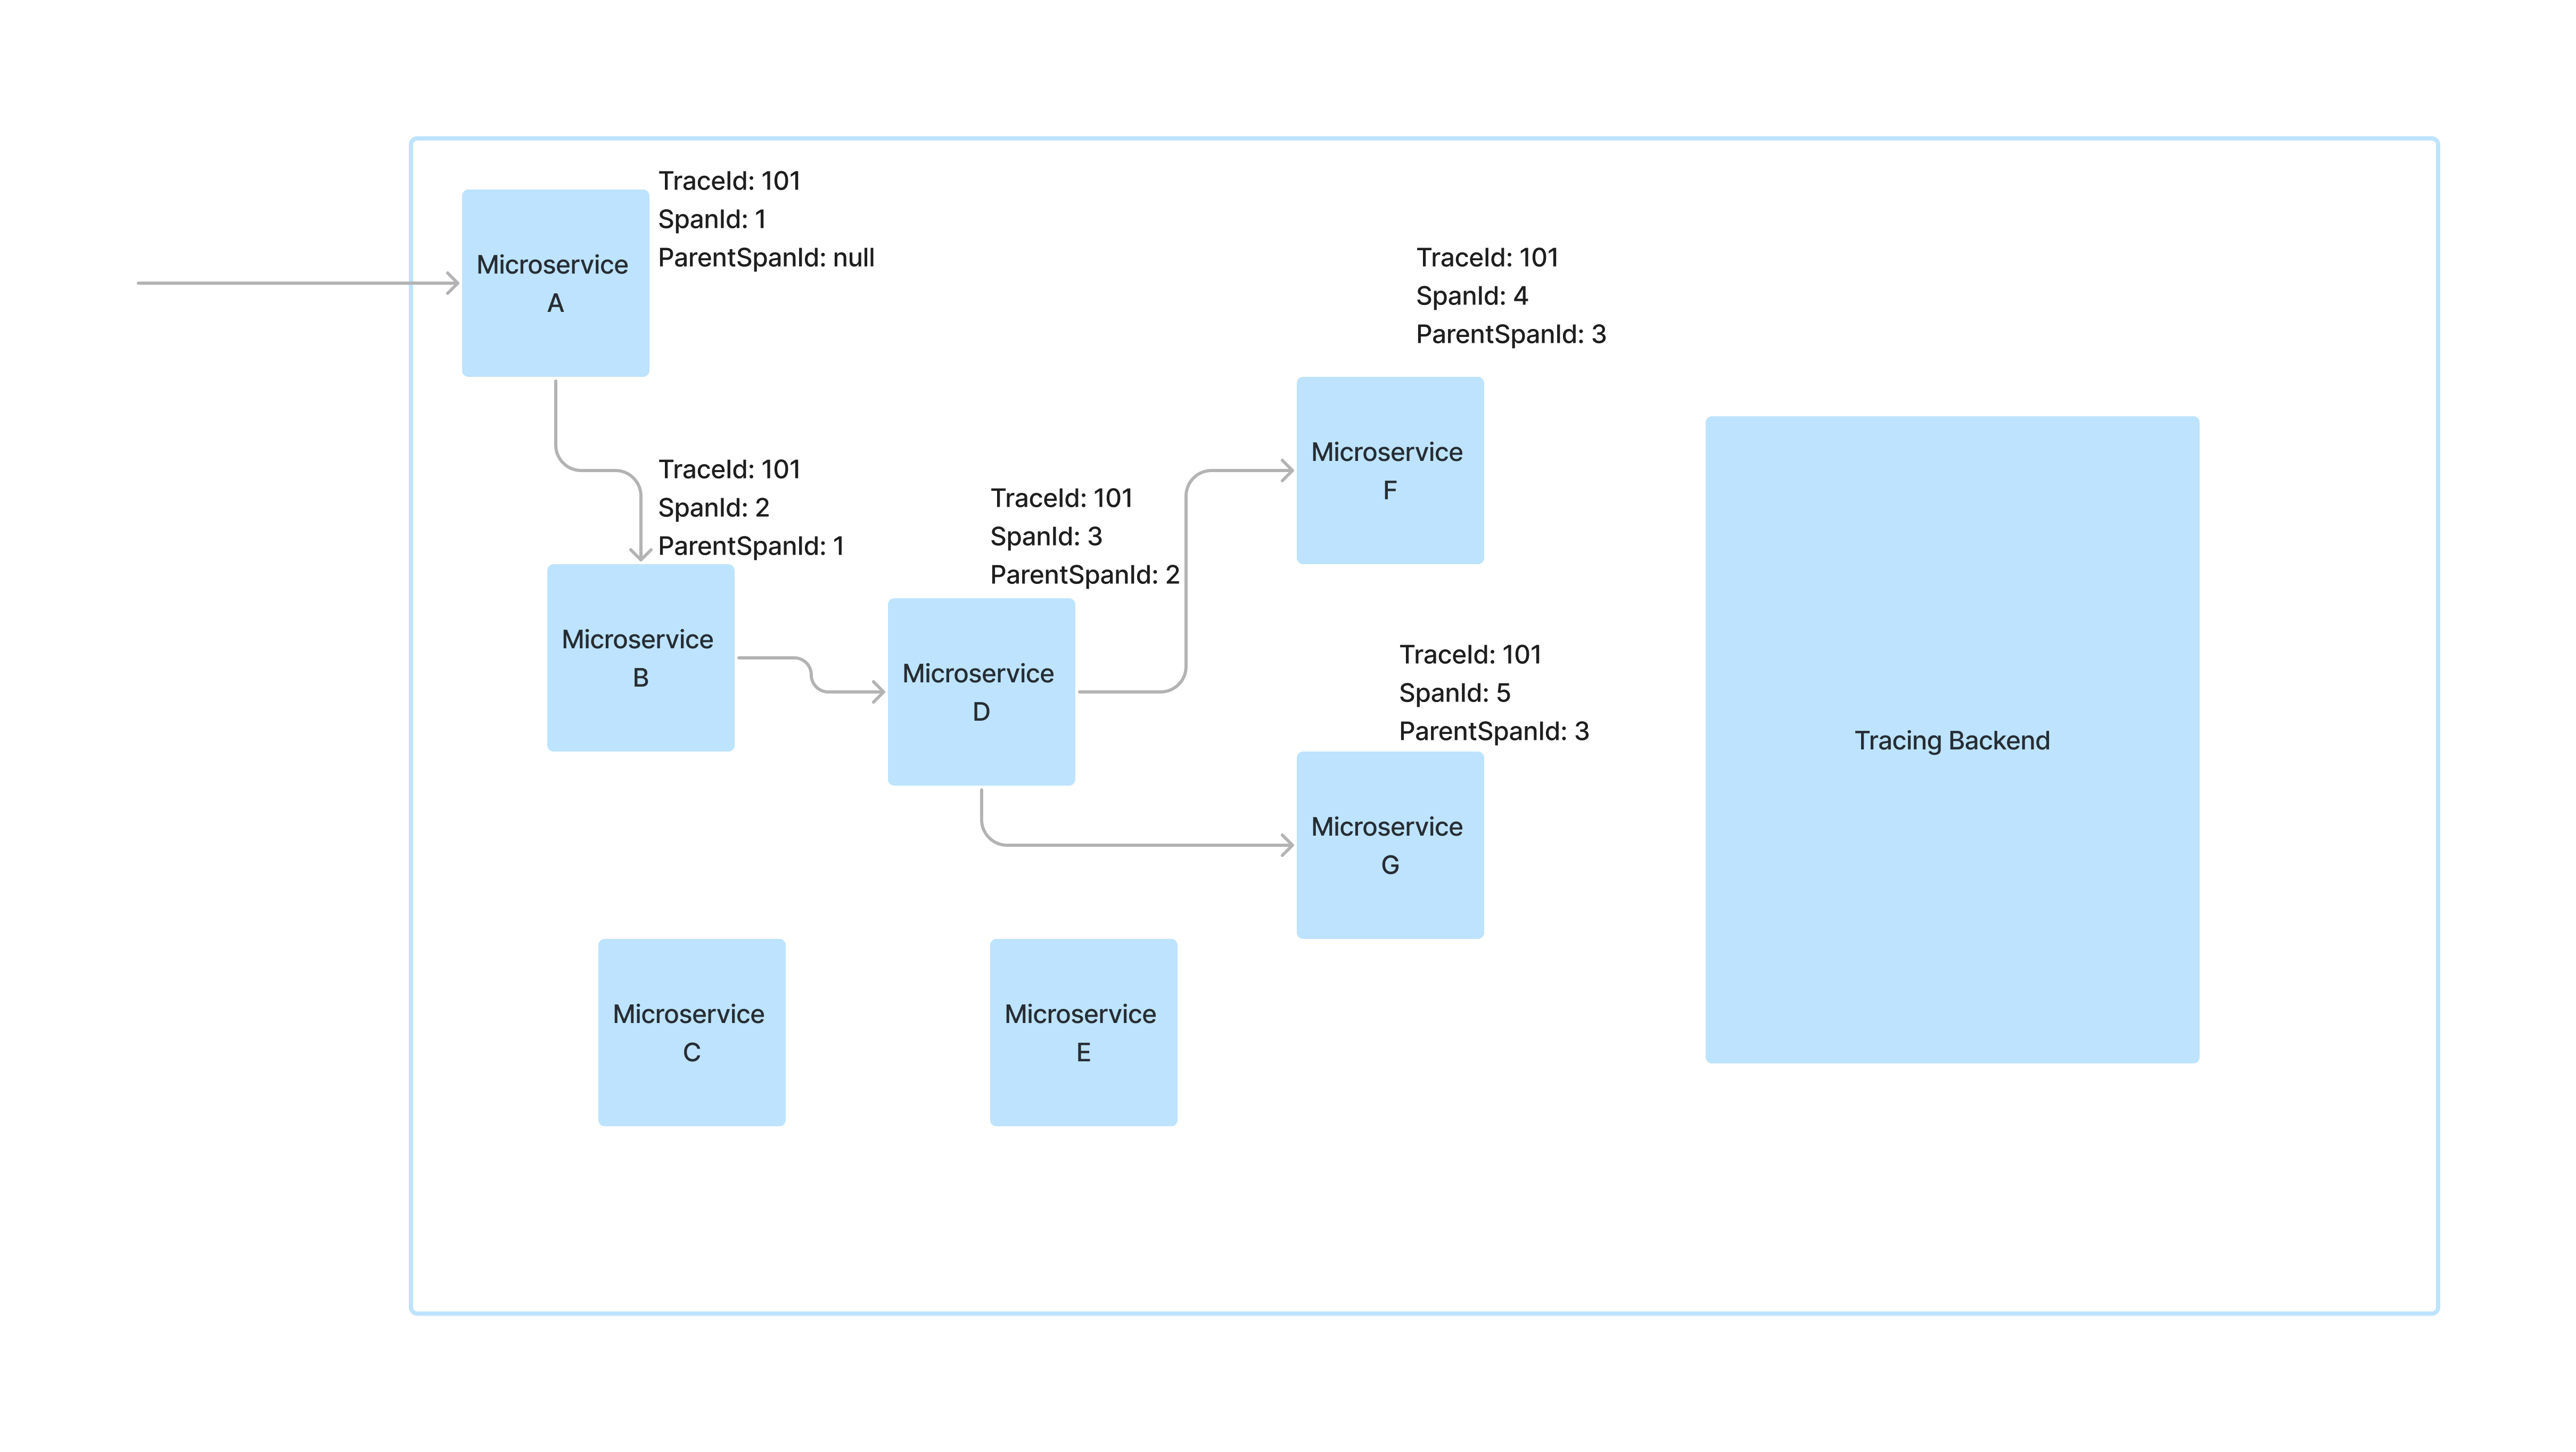 TraceId: 101
SpanId: 1
ParentSpanId: null
Microservice
A
TraceId: 101
SpanId: 4
ParentSpanId: 3
Microservice
F
TraceId: 101
SpanId: 2
ParentSpanId: 1
TraceId: 101
SpanId: 3
ParentSpanId: 2
Microservice
B
Microservice
D
TraceId: 101
SpanId: 5
ParentSpanId: 3
Tracing Backend
Microservice
G
Microservice
C
Microservice
E